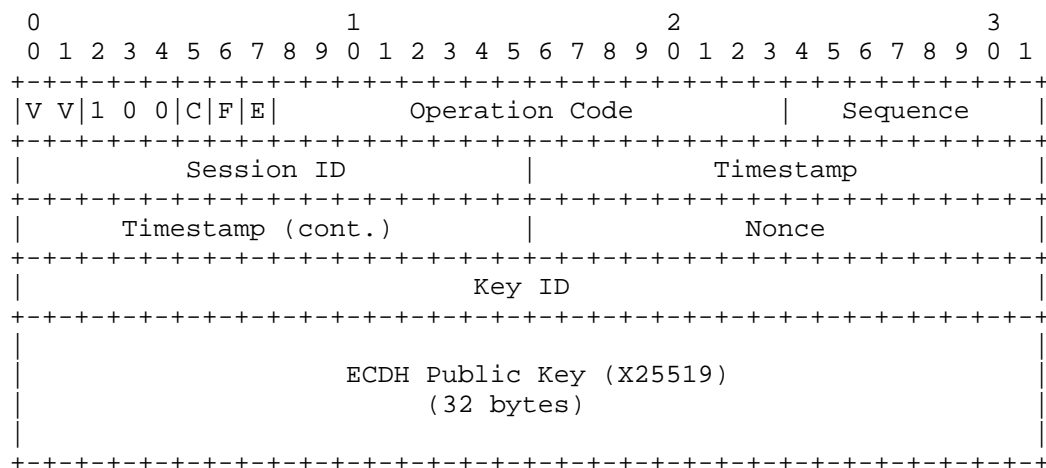 0                   1                   2                   3
 0 1 2 3 4 5 6 7 8 9 0 1 2 3 4 5 6 7 8 9 0 1 2 3 4 5 6 7 8 9 0 1
+-+-+-+-+-+-+-+-+-+-+-+-+-+-+-+-+-+-+-+-+-+-+-+-+-+-+-+-+-+-+-+-+
|V V|1 0 0|C|F|E|        Operation Code         |   Sequence    |
+-+-+-+-+-+-+-+-+-+-+-+-+-+-+-+-+-+-+-+-+-+-+-+-+-+-+-+-+-+-+-+-+
|          Session ID           |           Timestamp           |
+-+-+-+-+-+-+-+-+-+-+-+-+-+-+-+-+-+-+-+-+-+-+-+-+-+-+-+-+-+-+-+-+
|      Timestamp (cont.)        |             Nonce             |
+-+-+-+-+-+-+-+-+-+-+-+-+-+-+-+-+-+-+-+-+-+-+-+-+-+-+-+-+-+-+-+-+
|                            Key ID                             |
+-+-+-+-+-+-+-+-+-+-+-+-+-+-+-+-+-+-+-+-+-+-+-+-+-+-+-+-+-+-+-+-+
|                                                               |
|                    ECDH Public Key (X25519)                   |
|                         (32 bytes)                            |
|                                                               |
+-+-+-+-+-+-+-+-+-+-+-+-+-+-+-+-+-+-+-+-+-+-+-+-+-+-+-+-+-+-+-+-+